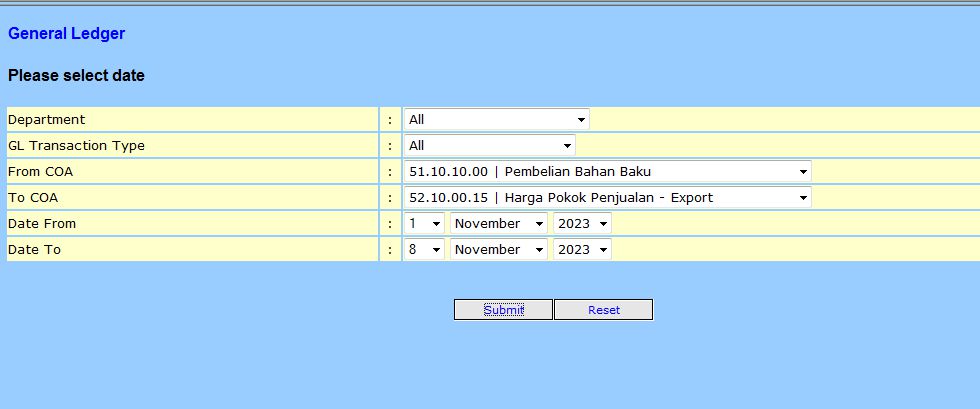 General Ledger
Please select date
Department : All
GL Transaction Type : All
From COA : 51.10.10.00 | Pembelian Bahan Baku
To COA : 52.10.00.15 | Harga Pokok Penjualan - Export
Date From : 1 November 2023
Date To : 8 November 2023
Submit Reset